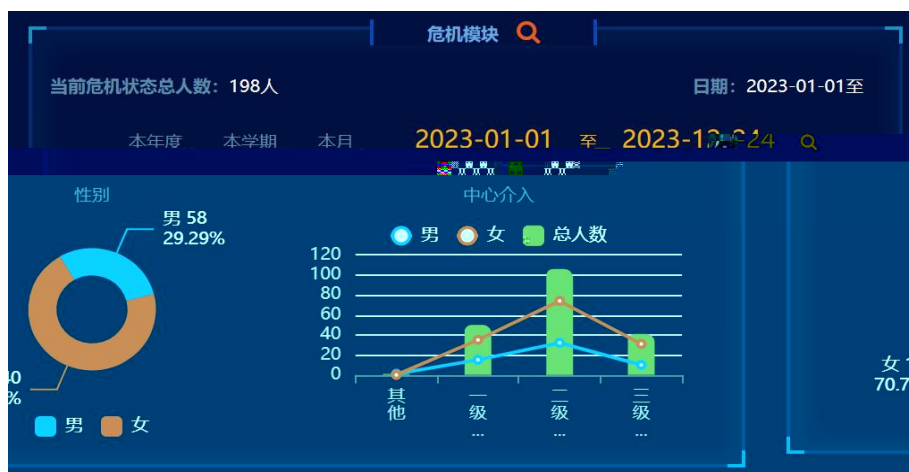 危机模块
当前危机状态总人数：198人
日期：2023-01-01至
本年度 本学期 本月 2023-01-01 至
性别
男 58
29.29%
男 女
中心介入
男 女 总人数
120
100
80
60
40
20
0
其他
一级...
二级...
三级...
女
70.7